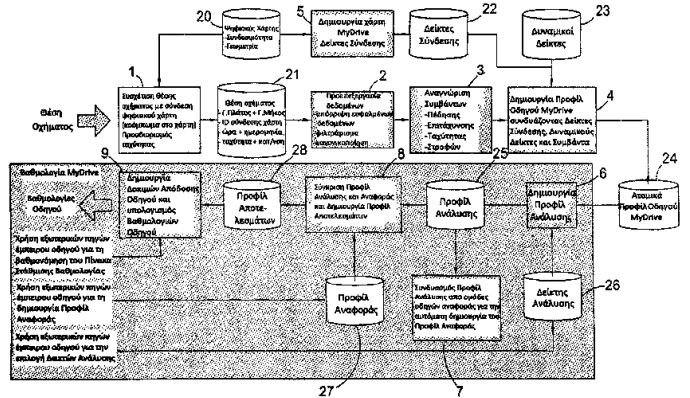 20
Ψηφιακός Χάρτης
Συνδεσιμότητα
Γεωμετρία
5
Δημιουργία χάρτη
MyDrive
Δείκτες Σύνδεσης
22
Δείκτες
Σύνδεσης
23
Δυναμικοί
Δείκτες
Θέση
Οχήματος
1
Συσχέτιση θέσης
οχήματος με σύνδεση
ψηφιακού χάρτη
(κούμπωμα στο χάρτη)
Προσδιορισμός
ταχύτητας
21
Θέση οχήματος
Γ.Πλάτος + Γ.Μήκος
ID σύνδεσης χάρτη
ώρα + ημερομηνία
ταχύτητα + κατ/νση
2
Προεπεξεργασία
δεδομένων
απόρριψη εσφαλμένων
δεδομένων
φιλτράρισμα
3
Αναγνώριση
Συμβάντων
-Πέδησης
-Επιτάχυνσης
-Ταχύτητας
-Στροφών
4
Δημιουργία Προφίλ
Οδηγού MyDrive
συνδυάζοντας Δείκτες
Σύνδεσης, Δυναμικούς
Δείκτες και Συμβάντα
24
Ατομικά
Προφίλ Οδηγού
MyDrive
Βαθμολογία MyDrive
Βαθμολογίες
Οδηγού
9
Δημιουργία
Δοκιμών Απόδοσης
Οδηγού και
υπολογισμός
Βαθμολογιών
Οδηγού
28
Προφίλ
Αποτε-
λεσμάτων
8
Σύγκριση Προφίλ
Ανάλυσης και Αναφοράς
και Δημιουργία Προφίλ
Αποτελεσμάτων
25
Προφίλ
Ανάλυσης
6
Δημιουργία
Προφίλ
Ανάλυσης
Χρήση εξωτερικών πηγών
έμπειρου οδηγού για τη
βαθμονόμηση του Πίνακα
Στάθμισης Βαθμολογίας
Χρήση εξωτερικών πηγών
έμπειρου οδηγού για τη
δημιουργία Προφίλ
Αναφοράς
Χρήση εξωτερικών πηγών
έμπειρου οδηγού για την
επιλογή Δεικτών Ανάλυσης
Προφίλ
Αναφοράς
27
Συνδυασμός Προφίλ
Ανάλυσης από ομάδες
οδηγών αναφοράς για την
αυτόματη δημιουργία του
Προφίλ Αναφοράς
7
Δείκτης
Ανάλυσης
26